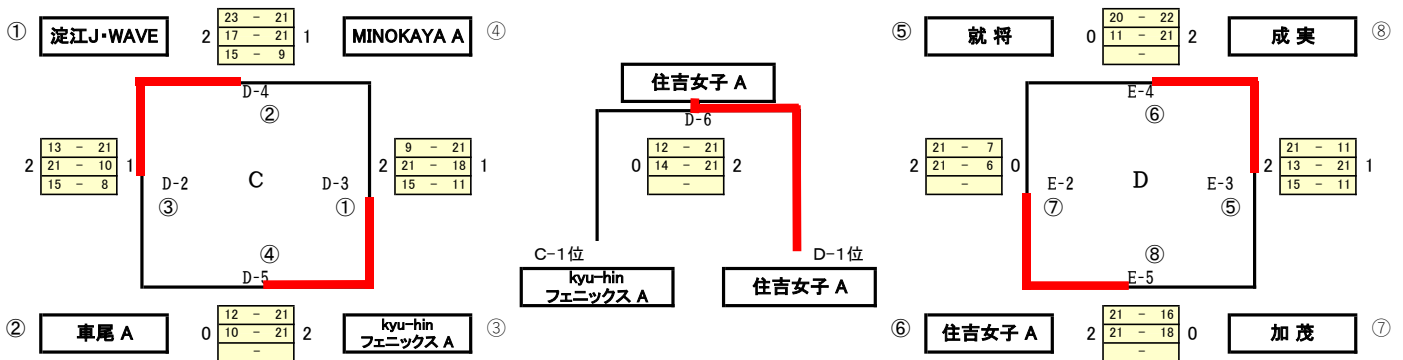 ① 淀江J・WAVE 2 23 - 21 1 MINOKAYA A ④
17 - 21
15 - 9
D-4
②
2 13 - 21 1
21 - 10
15 - 8
D-2
③
C
D-3
①
2 9 - 21 1
21 - 18
15 - 11
④
D-5
② 車尾 A 0 12 - 21 2 kyu-hin フェニックス A ③
10 - 21
-
住吉女子 A
D-6
0 12 - 21 2
14 - 21
-
C-1位
kyu-hin
フェニックス A
D-1位
住吉女子 A
⑤ 就 将 0 20 - 22 2 成 実 ⑧
11 - 21
-
E-4
⑥
2 21 - 7 0
21 - 6
-
E-2
⑦
D
E-3
⑤
2 21 - 11 1
13 - 21
15 - 11
⑧
E-5
⑥ 住吉女子 A 2 21 - 16 0 加 茂 ⑦
21 - 18
-